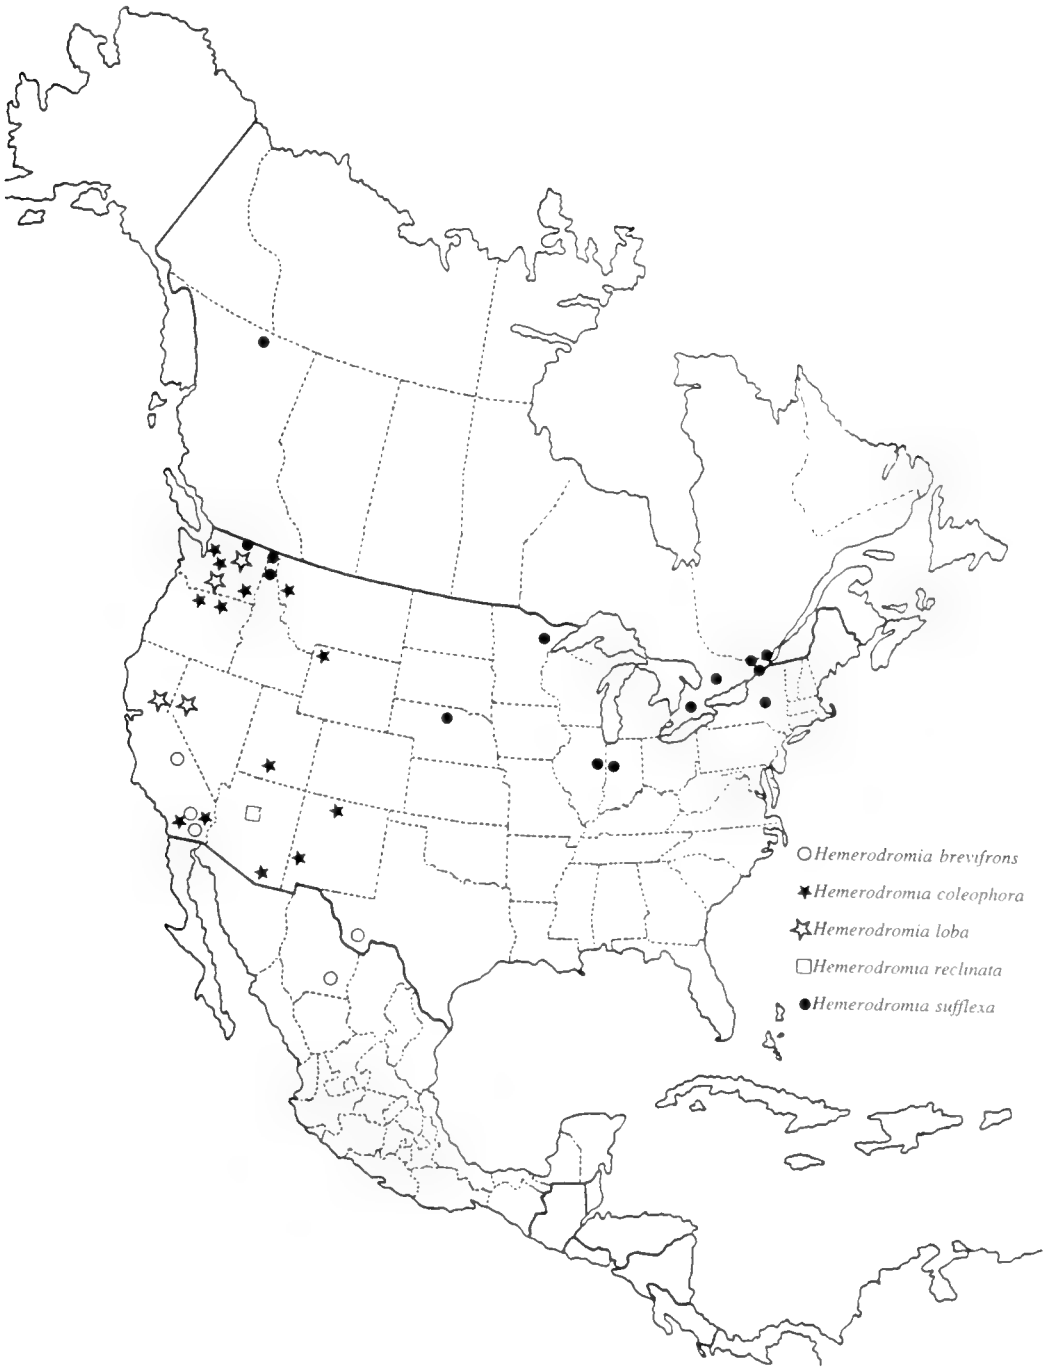 Hemerodromia brevifrons
Hemerodromia coleophora
Hemerodromia loba
Hemerodromia reclinata
Hemerodromia sufflexa